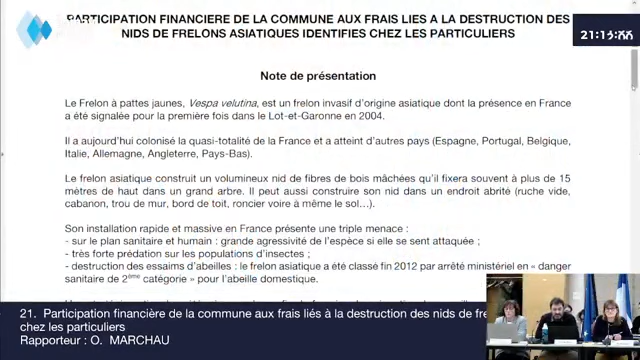 PARTICIPATION FINANCIERE DE LA COMMUNE AUX FRAIS LIES A LA DESTRUCTION DES
NIDS DE FRELONS ASIATIQUES IDENTIFIES CHEZ LES PARTICULIERS
Note de présentation
Le Frelon à pattes jaunes, Vespa velutina, est un frelon invasif d'origine asiatique dont la présence en France
a été signalée pour la première fois dans le Lot-et-Garonne en 2004.
Il a aujourd'hui colonisé la quasi-totalité de la France et a atteint d'autres pays (Espagne, Portugal, Belgique,
Italie, Allemagne, Angleterre, Pays-Bas).
Le frelon asiatique construit un volumineux nid de fibres de bois mâchées qu'il fixera souvent à plus de 15
mètres de haut dans un grand arbre. Il peut aussi construire son nid dans un endroit abrité (ruche vide,
cabanon, trou de mur, bord de toit, roncier voire à même le sol…).
Son installation rapide et massive en France présente une triple menace :
- sur le plan sanitaire et humain : grande agressivité de l'espèce si elle se sent attaquée ;
- très forte prédation sur les populations d'insectes ;
- destruction des essaims d'abeilles : le frelon asiatique a été classé fin 2012 par arrêté ministériel en « danger
sanitaire de 2ème catégorie » pour l'abeille domestique.
21. Participation financière de la commune aux frais liés à la destruction des nids de fre
chez les particuliers
Rapporteur : O. MARCHAU